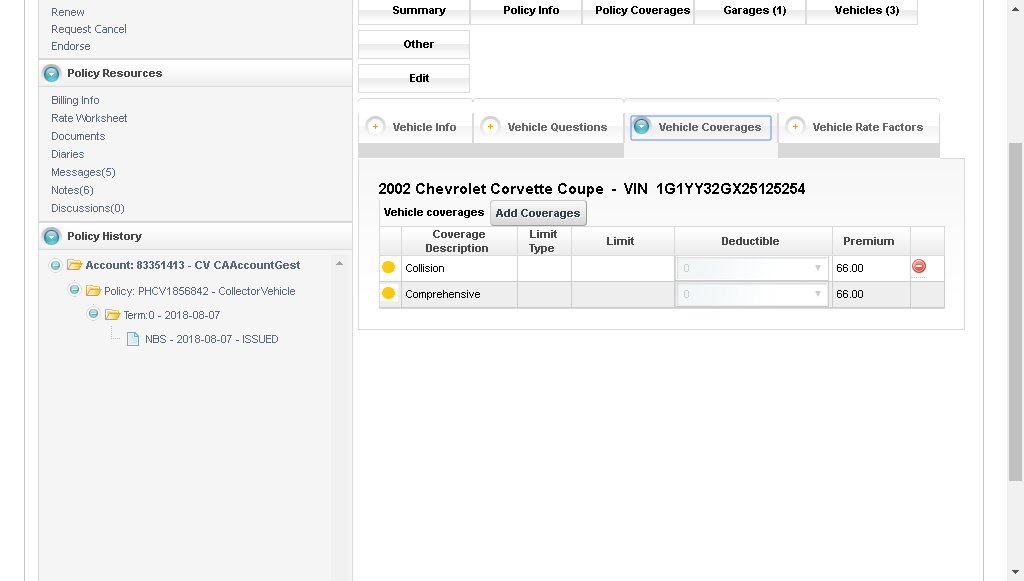 Renew
Request Cancel
Endorse
Policy Resources
Billing Info
Rate Worksheet
Documents
Diaries
Messages(5)
Notes(6)
Discussions(0)
Policy History
Account: 83351413 - CV CAAccountGest
Policy: PHCV1856842 - CollectorVehicle
Term:0 - 2018-08-07
NBS - 2018-08-07 - ISSUED
Summary Policy Info Policy Coverages Garages (1) Vehicles (3)
Other
Edit
Vehicle Info Vehicle Questions Vehicle Coverages Vehicle Rate Factors
2002 Chevrolet Corvette Coupe - VIN 1G1YY32GX25125254
Vehicle coverages Add Coverages
Coverage Description Limit Type Limit Deductible Premium
Collision 0 66.00
Comprehensive 0 66.00